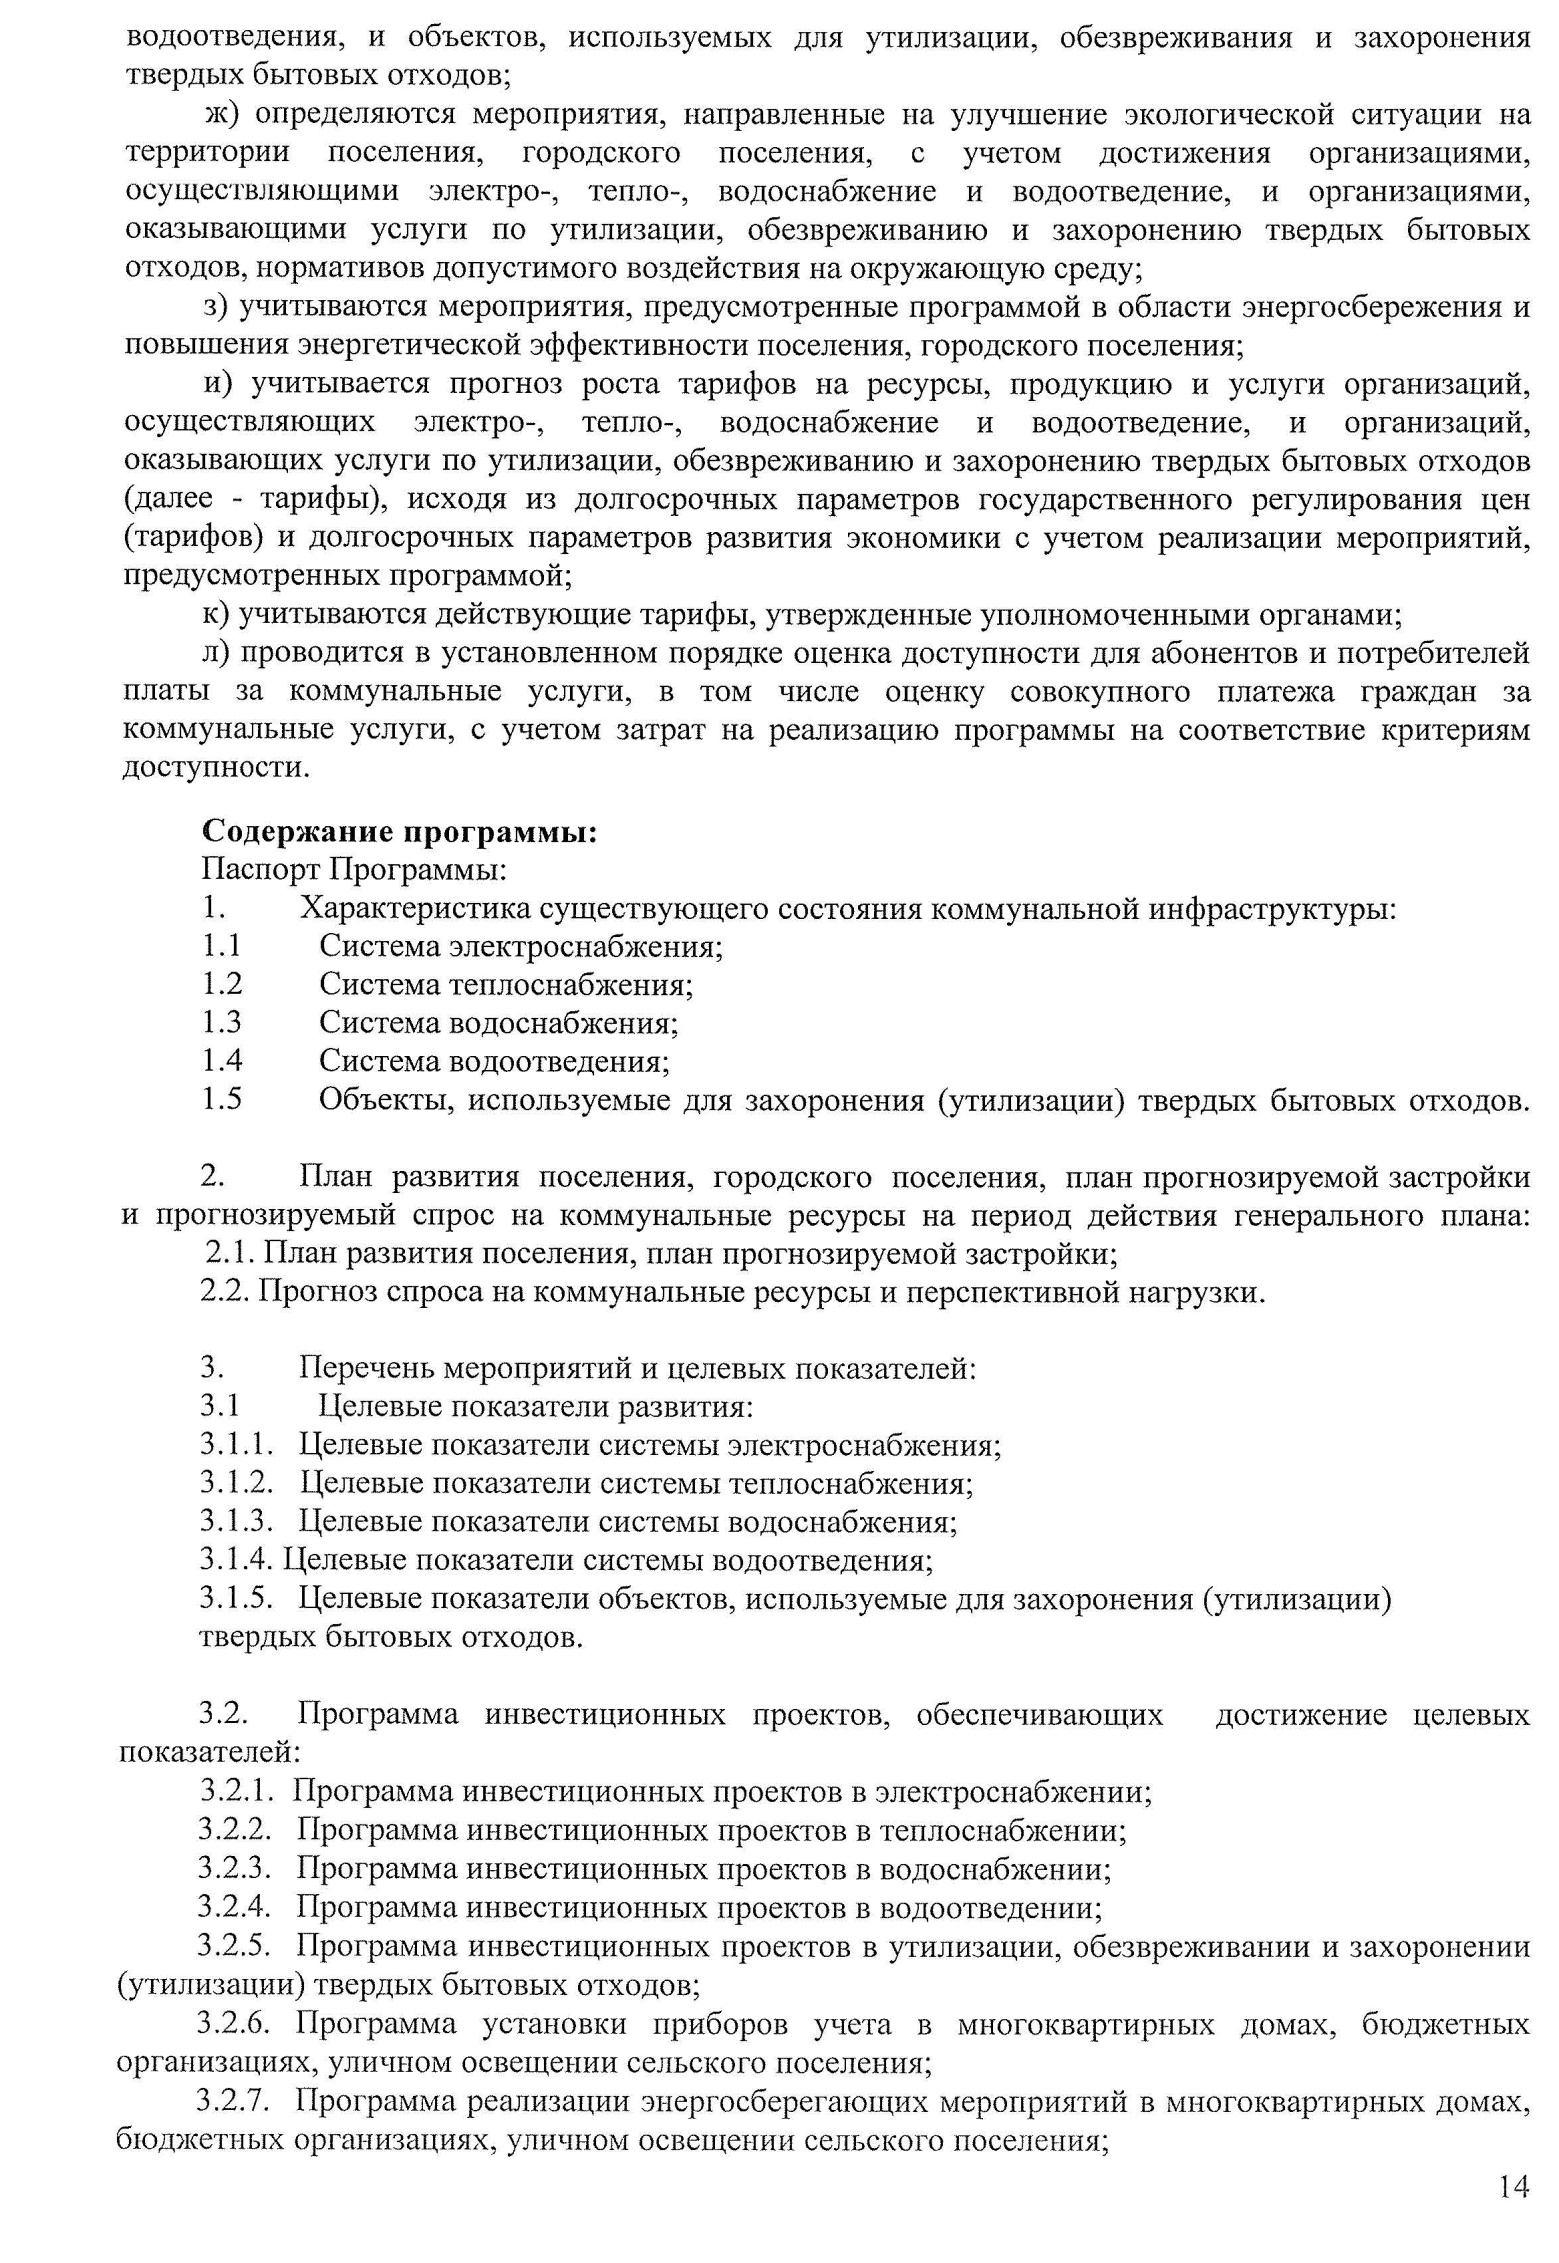 водоотведения, и объектов, используемых для утилизации, обезвреживания и захоронения
твердых бытовых отходов;
ж) определяются мероприятия, направленные на улучшение экологической ситуации на
территории поселения, городского поселения, с учетом достижения организациями,
осуществляющими электро-, тепло-, водоснабжение и водоотведение, и организациями,
оказывающими услуги по утилизации, обезвреживанию и захоронению твердых бытовых
отходов, нормативов допустимого воздействия на окружающую среду;
з) учитываются мероприятия, предусмотренные программой в области энергосбережения и
повышения энергетической эффективности поселения, городского поселения;
и) учитывается прогноз роста тарифов на ресурсы, продукцию и услуги организаций,
осуществляющих электро-, тепло-, водоснабжение и водоотведение, и организаций,
оказывающих услуги по утилизации, обезвреживанию и захоронению твердых бытовых отходов
(далее - тарифы), исходя из долгосрочных параметров государственного регулирования цен
(тарифов) и долгосрочных параметров развития экономики с учетом реализации мероприятий,
предусмотренных программой;
к) учитываются действующие тарифы, утвержденные уполномоченными органами;
л) проводится в установленном порядке оценка доступности для абонентов и потребителей
платы за коммунальные услуги, в том числе оценку совокупного платежа граждан за
коммунальные услуги, с учетом затрат на реализацию программы на соответствие критериям
доступности.
Содержание программы:
Паспорт Программы:
1. Характеристика существующего состояния коммунальной инфраструктуры:
1.1 Система электроснабжения;
1.2 Система теплоснабжения;
1.3 Система водоснабжения;
1.4 Система водоотведения;
1.5 Объекты, используемые для захоронения (утилизации) твердых бытовых отходов.
2. План развития поселения, городского поселения, план прогнозируемой застройки
и прогнозируемый спрос на коммунальные ресурсы на период действия генерального плана:
2.1. План развития поселения, план прогнозируемой застройки;
2.2. Прогноз спроса на коммунальные ресурсы и перспективной нагрузки.
3. Перечень мероприятий и целевых показателей:
3.1 Целевые показатели развития:
3.1.1. Целевые показатели системы электроснабжения;
3.1.2. Целевые показатели системы теплоснабжения;
3.1.3. Целевые показатели системы водоснабжения;
3.1.4. Целевые показатели системы водоотведения;
3.1.5. Целевые показатели объектов, используемые для захоронения (утилизации)
твердых бытовых отходов.
3.2. Программа инвестиционных проектов, обеспечивающих достижение целевых
показателей:
3.2.1. Программа инвестиционных проектов в электроснабжении;
3.2.2. Программа инвестиционных проектов в теплоснабжении;
3.2.3. Программа инвестиционных проектов в водоснабжении;
3.2.4. Программа инвестиционных проектов в водоотведении;
3.2.5. Программа инвестиционных проектов в утилизации, обезвреживании и захоронении
(утилизации) твердых бытовых отходов;
3.2.6. Программа установки приборов учета в многоквартирных домах, бюджетных
организациях, уличном освещении сельского поселения;
3.2.7. Программа реализации энергосберегающих мероприятий в многоквартирных домах,
бюджетных организациях, уличном освещении сельского поселения;
14